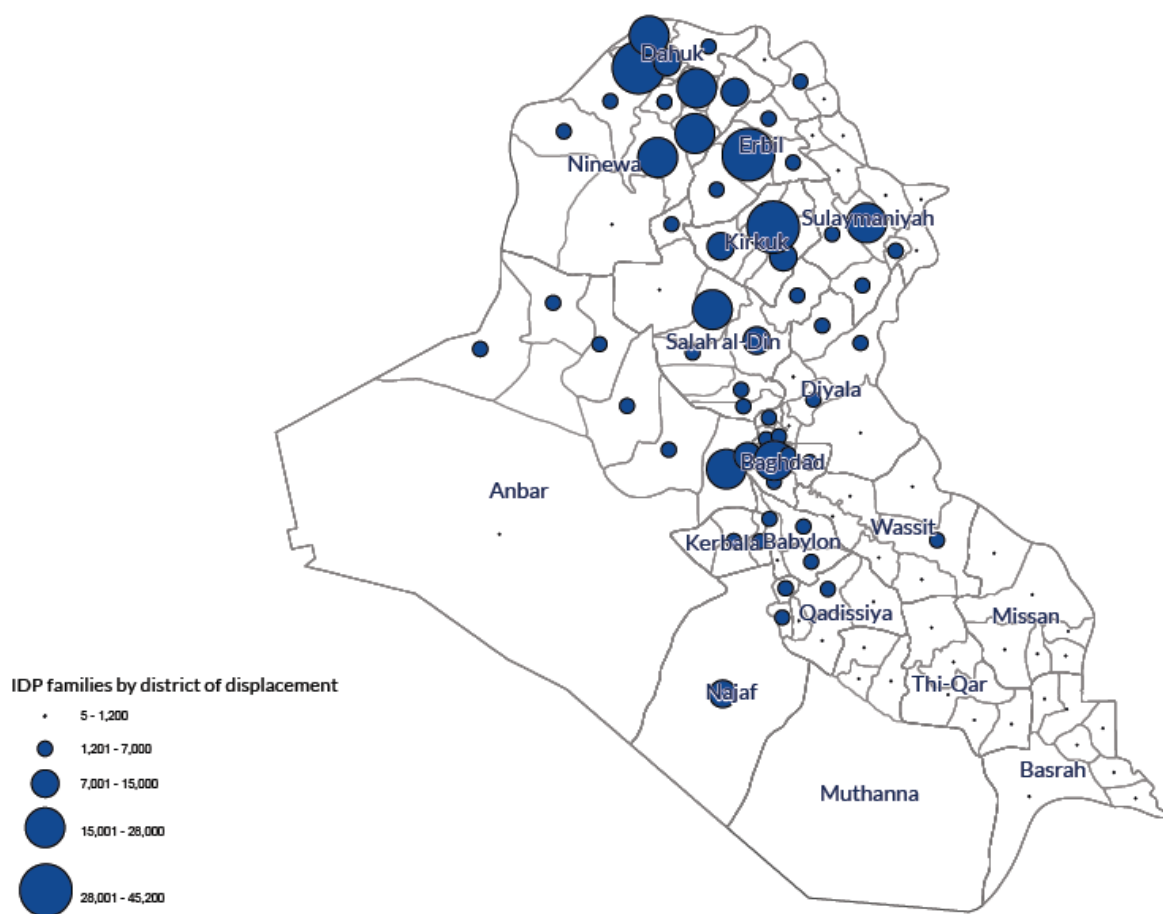 Dahuk
Erbil
Ninewa
Sulaymaniyah
Kirkuk
Salah al-Din
Diyala
Baghdad
Anbar
Wassit
Kerbala
Babylon
Qadissiya
Missan
Thi-Qar
Najaf
Basrah
Muthanna
IDP families by district of displacement
5 - 1,200
1,201 - 7,000
7,001 - 15,000
15,001 - 28,000
28,001 - 45,200